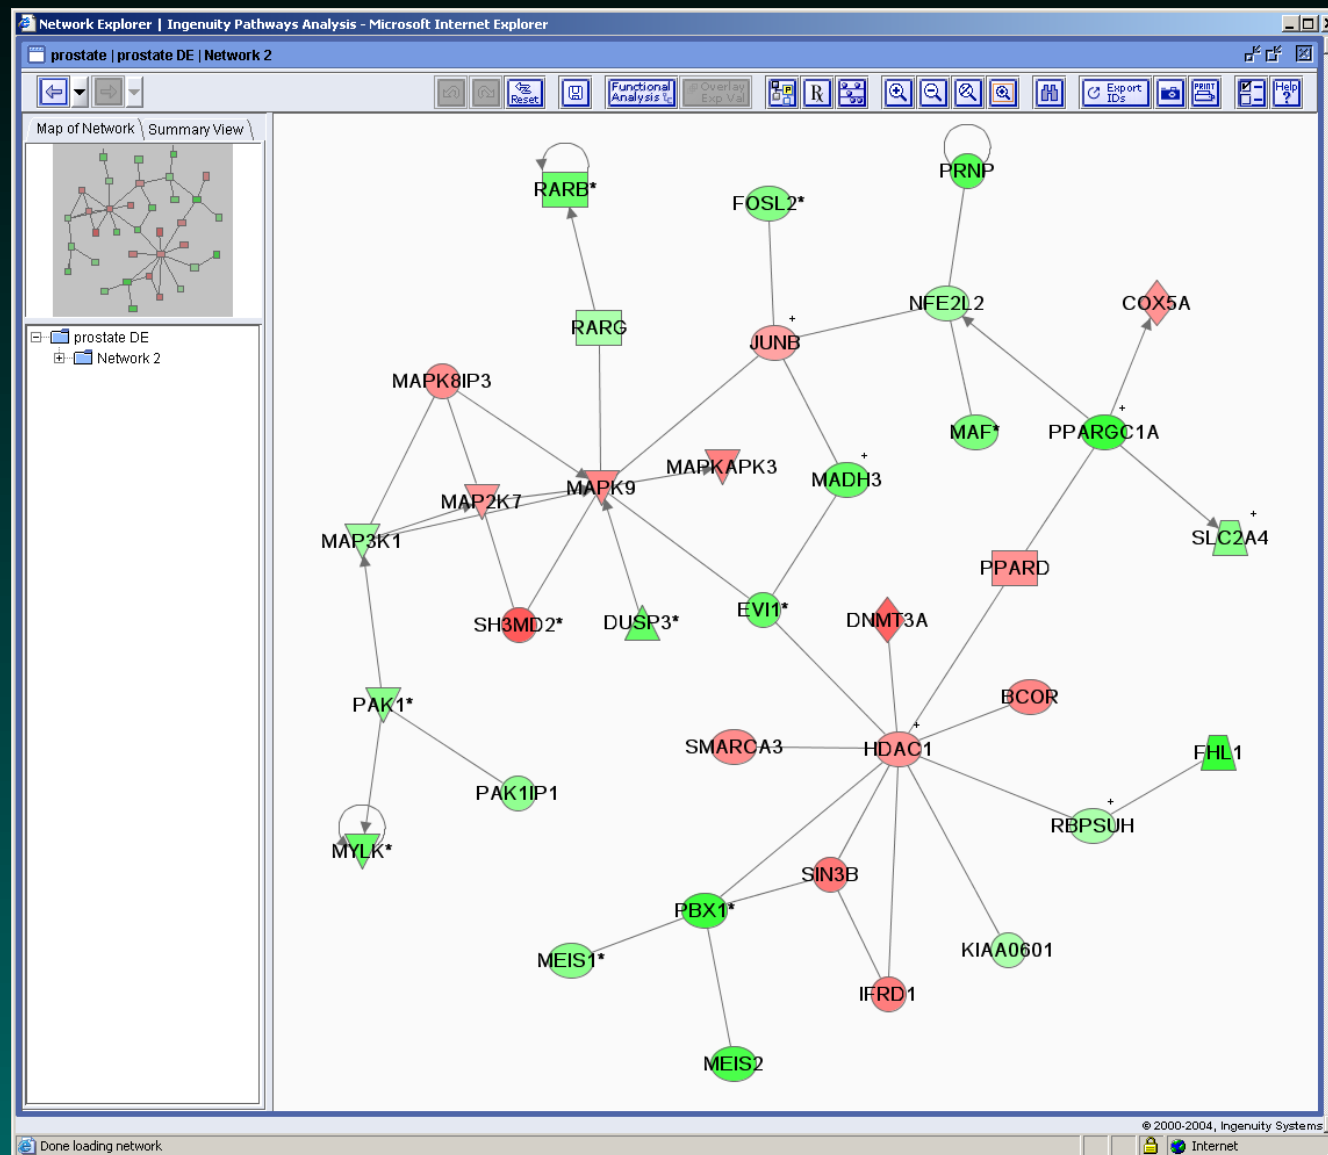 Network Explorer | Ingenuity Pathways Analysis - Microsoft Internet Explorer
prostate | prostate DE | Network 2
Reset
Functional Analysis
Overlay Exp Val
Rx
Export IDs
PRINT
Help ?
Map of Network
Summary View
prostate DE
Network 2
PRNP
RARB*
FOSL2*
NFE2L2
COX5A
RARG
+
JUNB
MAPK8IP3
+
PPARGC1A
MAF*
+
MADH3
MAPKAPK3
MAPK9
MAP2K7
+
SLC2A4
MAP3K1
PPARD
EVI1*
DNMT3A
SH3MD2*
DUSP3*
BCOR
PAK1*
+
HDAC1
SMARCA3
FHL1
PAK1IP1
+
RBPSUH
MYLK*
SIN3B
PBX1*
KIAA0601
MEIS1*
IFRD1
MEIS2
© 2000-2004, Ingenuity Systems
Done loading network
Internet